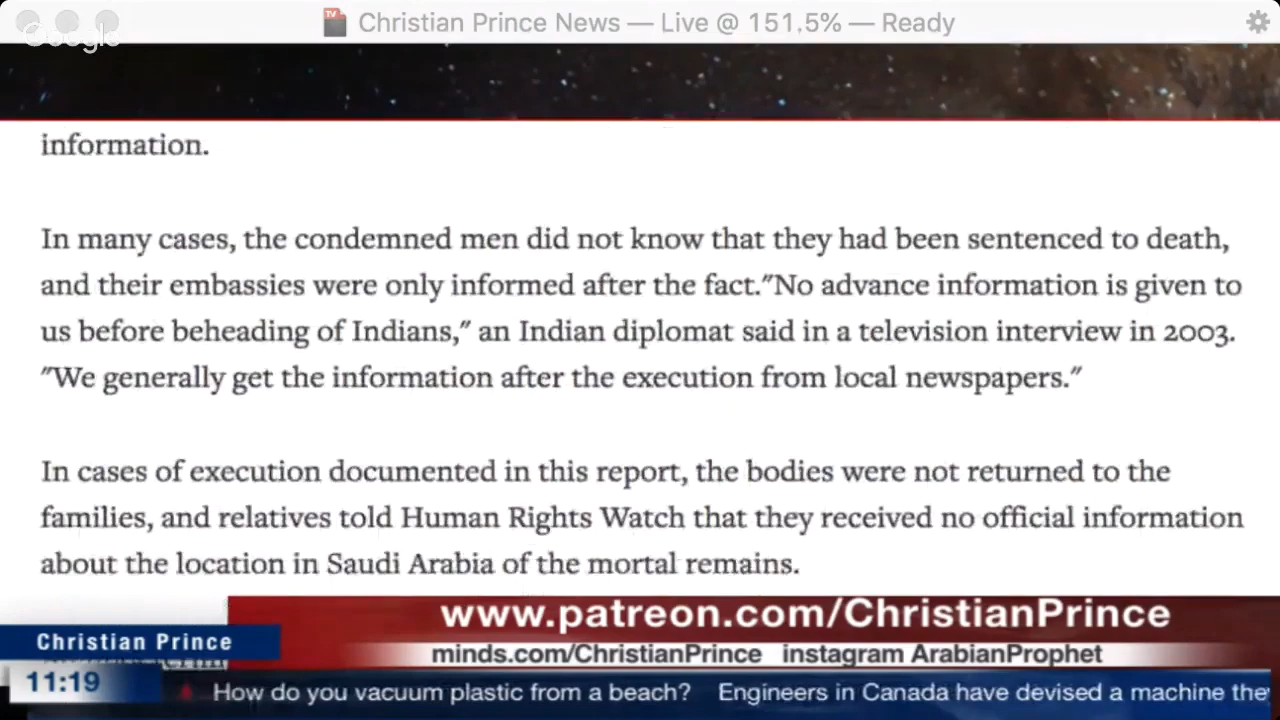 Christian Prince News — Live @ 151.5% — Ready
Google
TV
information.
In many cases, the condemned men did not know that they had been sentenced to death,
and their embassies were only informed after the fact."No advance information is given to
us before beheading of Indians," an Indian diplomat said in a television interview in 2003.
"We generally get the information after the execution from local newspapers."
In cases of execution documented in this report, the bodies were not returned to the
families, and relatives told Human Rights Watch that they received no official information
about the location in Saudi Arabia of the mortal remains.
www.patreon.com/ChristianPrince
Christian Prince
minds.com/ChristianPrince instagram ArabianProphet
11:19
How do you vacuum plastic from a beach? Engineers in Canada have devised a machine the